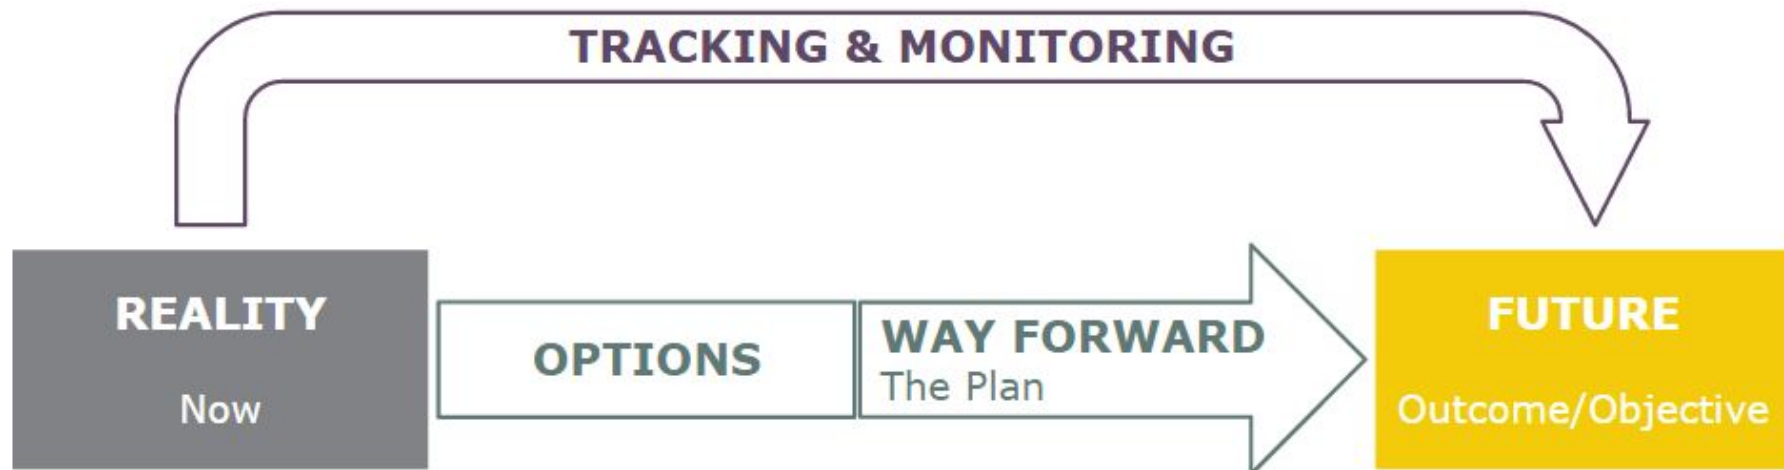 TRACKING & MONITORING
REALITY
Now
OPTIONS
WAY FORWARD
The Plan
FUTURE
Outcome/Objective